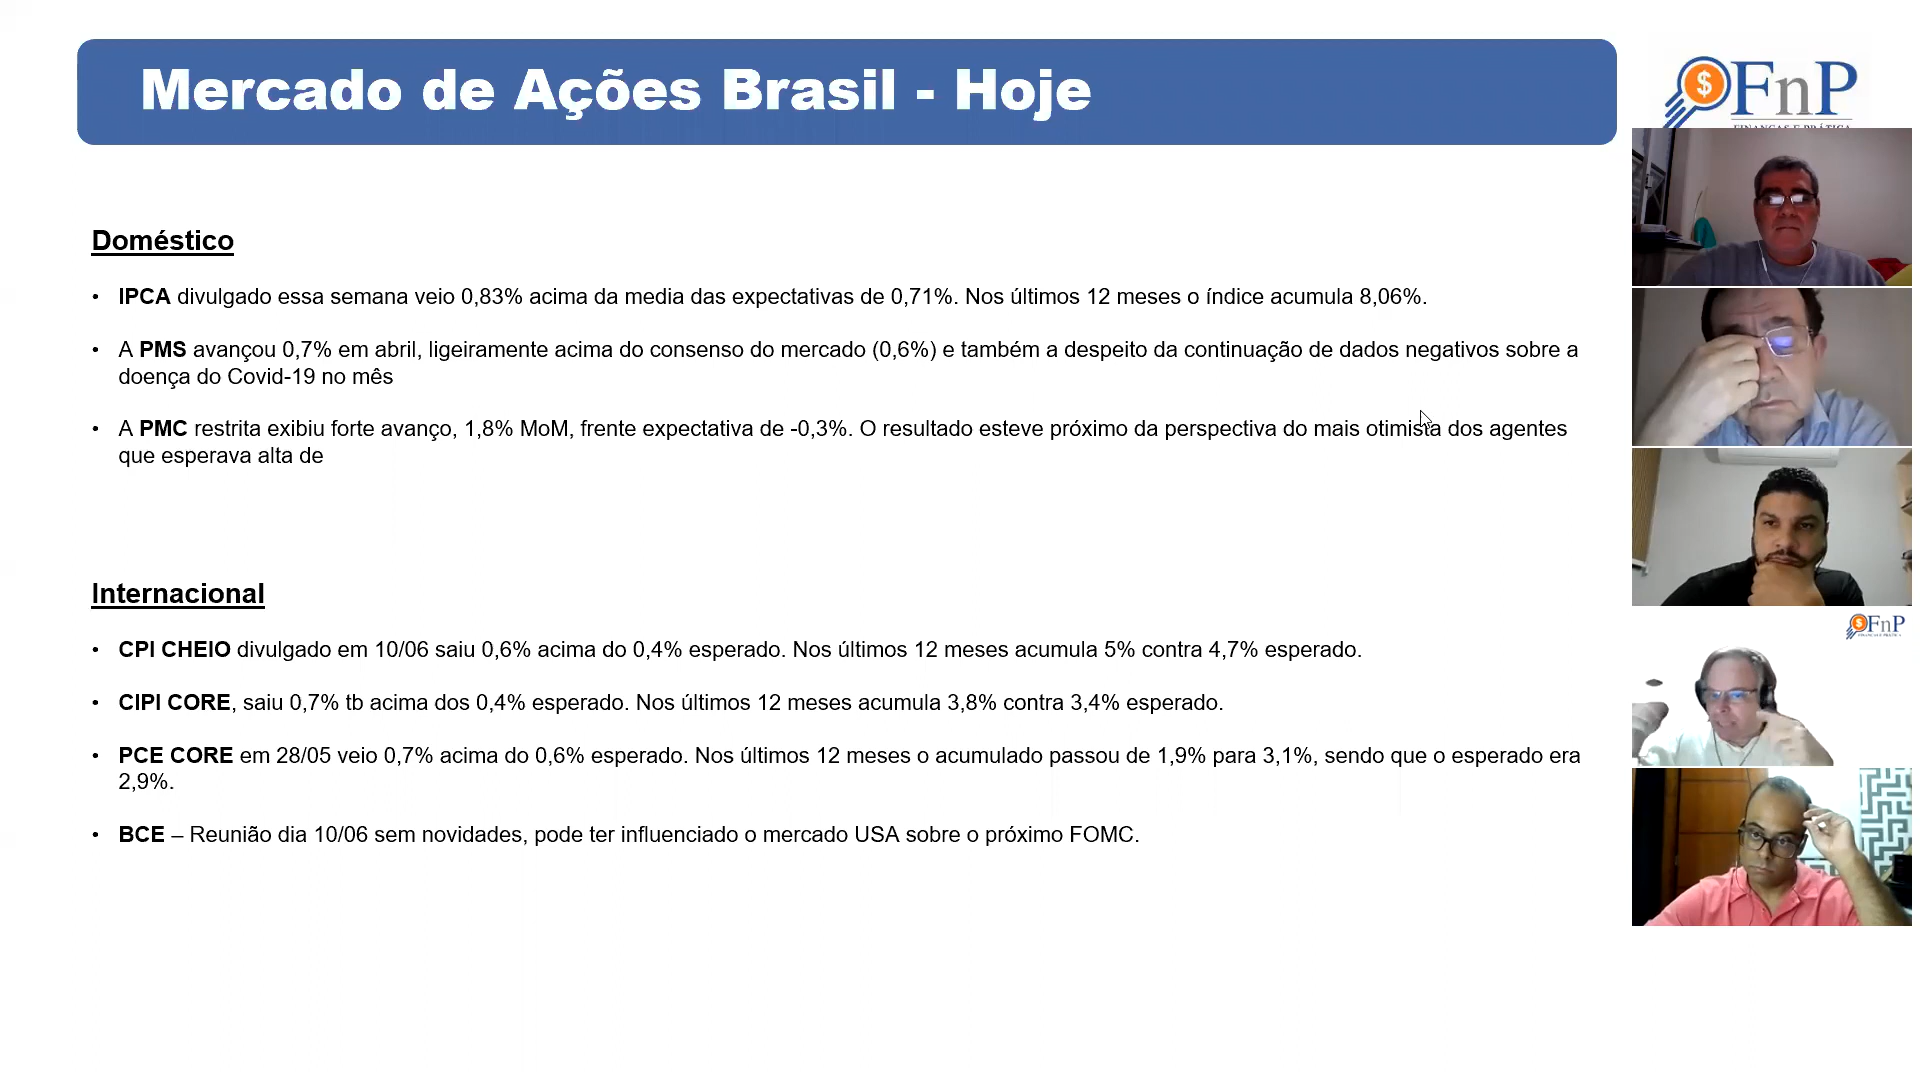 Mercado de Ações Brasil - Hoje
FnP
FINANÇAS E PRÁTICA
Doméstico
• IPCA divulgado essa semana veio 0,83% acima da media das expectativas de 0,71%. Nos últimos 12 meses o índice acumula 8,06%.
• A PMS avançou 0,7% em abril, ligeiramente acima do consenso do mercado (0,6%) e também a despeito da continuação de dados negativos sobre a
doença do Covid-19 no mês
• A PMC restrita exibiu forte avanço, 1,8% MoM, frente expectativa de -0,3%. O resultado esteve próximo da perspectiva do mais otimista dos agentes
que esperava alta de
Internacional
• CPI CHEIO divulgado em 10/06 saiu 0,6% acima do 0,4% esperado. Nos últimos 12 meses acumula 5% contra 4,7% esperado.
• CIPI CORE, saiu 0,7% tb acima dos 0,4% esperado. Nos últimos 12 meses acumula 3,8% contra 3,4% esperado.
• PCE CORE em 28/05 veio 0,7% acima do 0,6% esperado. Nos últimos 12 meses o acumulado passou de 1,9% para 3,1%, sendo que o esperado era
2,9%.
• BCE – Reunião dia 10/06 sem novidades, pode ter influenciado o mercado USA sobre o próximo FOMC.
FnP